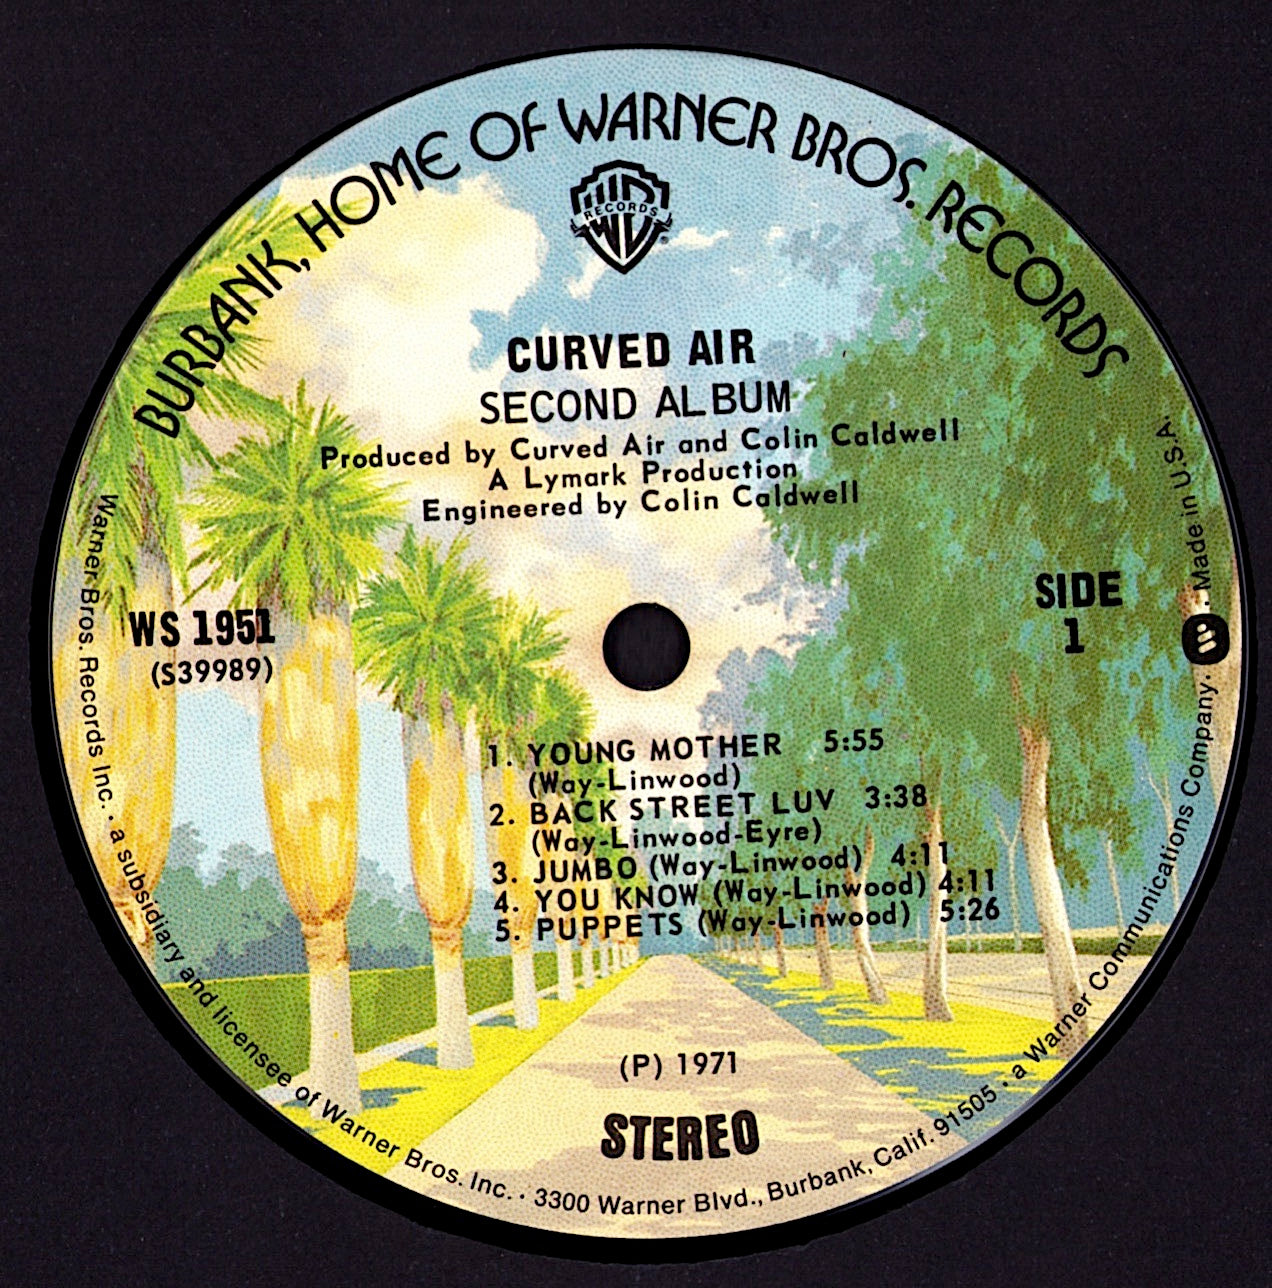 BURBANK, HOME OF WARNER BROS. RECORDS
WB
RECORDS
®
CURVED AIR
SECOND ALBUM
Produced by Curved Air and Colin Caldwell
A Lymark Production
Engineered by Colin Caldwell
WS 1951
(S39989)
SIDE
1
1. YOUNG MOTHER 5:55
(Way-Linwood)
2. BACK STREET LUV 3:38
(Way-Linwood-Eyre)
3. JUMBO (Way-Linwood) 4:11
4. YOU KNOW (Way-Linwood) 4:11
5. PUPPETS (Way-Linwood) 5:26
(P) 1971
STEREO
Warner Bros. Records Inc. · a subsidiary and licensee of Warner Bros. Inc. · 3300 Warner Blvd., Burbank, Calif. 91505 · a Warner Communications Company. W . Made in U.S.A.